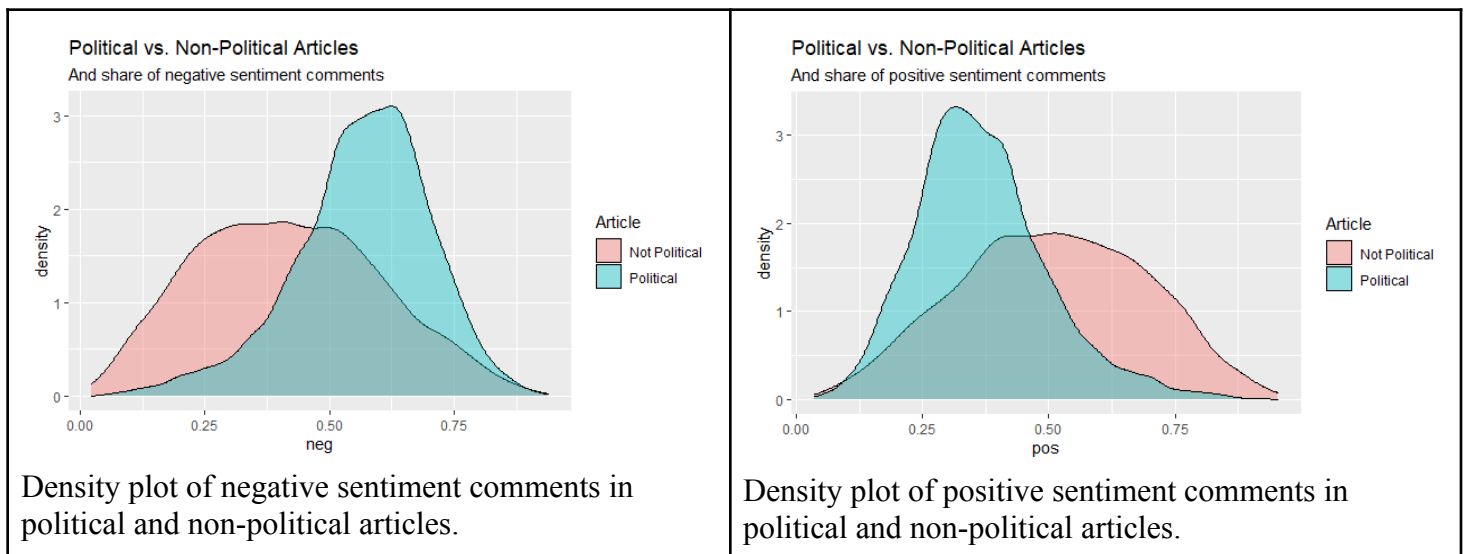 Political vs. Non-Political Articles
And share of negative sentiment comments
3
2
1
0
density
0.00 0.25 0.50 0.75
neg
Article
Not Political
Political
Density plot of negative sentiment comments in
political and non-political articles.
Political vs. Non-Political Articles
And share of positive sentiment comments
3
2
1
0
density
0.00 0.25 0.50 0.75
pos
Article
Not Political
Political
Density plot of positive sentiment comments in
political and non-political articles.